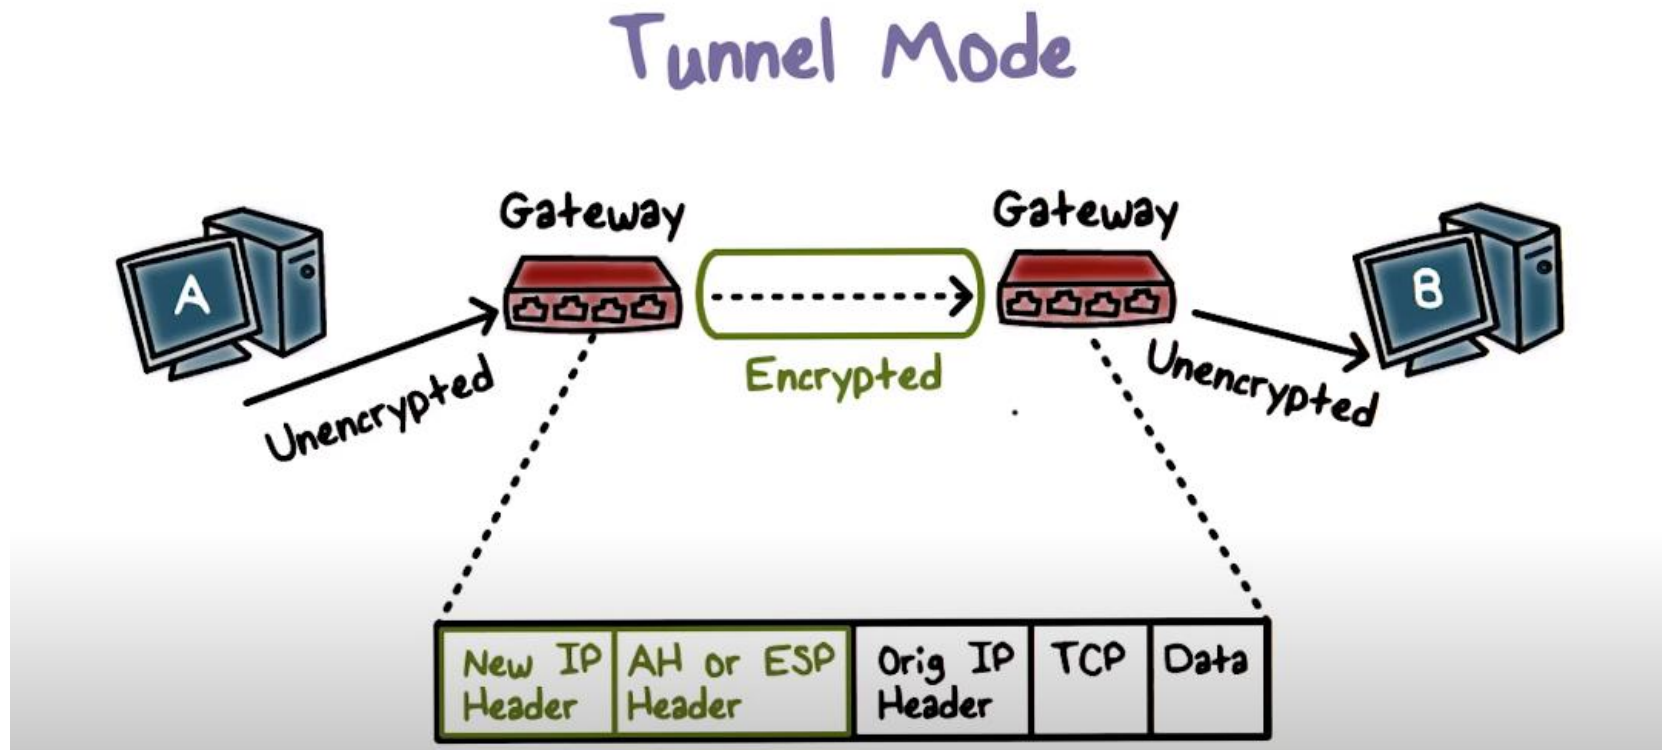 Tunnel Mode
Gateway
Gateway
A
B
Unencrypted
Encrypted
Unencrypted
New IP
Header
AH or ESP
Header
Orig IP
Header
TCP
Data